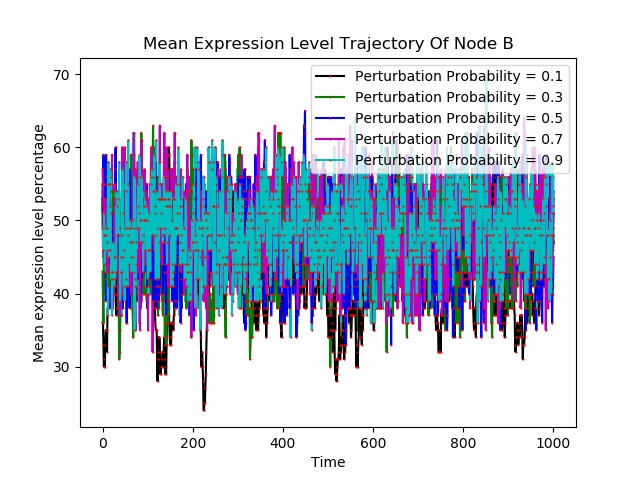 Mean Expression Level Trajectory Of Node B
Mean expression level percentage
70
60
50
40
30
Perturbation Probability = 0.1
Perturbation Probability = 0.3
Perturbation Probability = 0.5
Perturbation Probability = 0.7
Perturbation Probability = 0.9
0
200
400
600
800
1000
Time